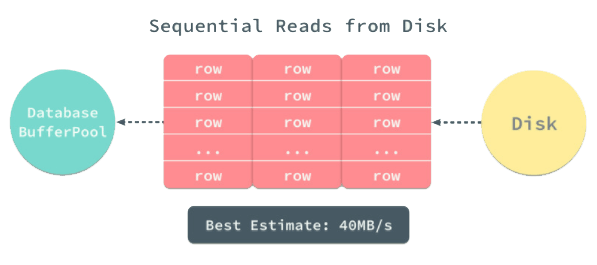 Sequential Reads from Disk
row row row
row row row
Database
BufferPool
row row row
Disk
... ... ...
row row row
Best Estimate: 40MB/s